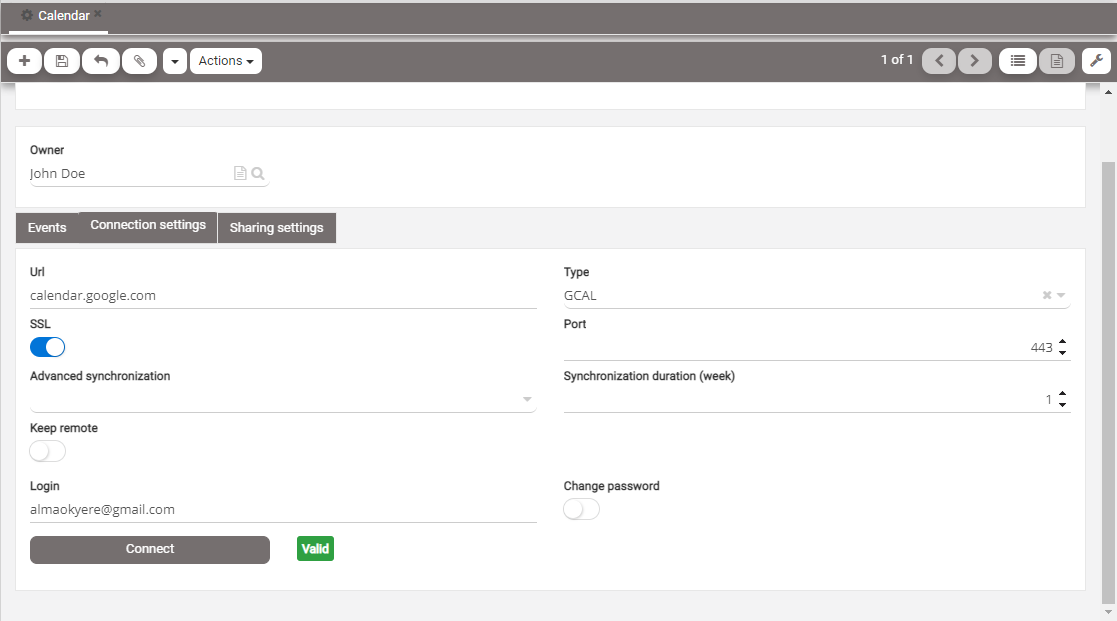 Calendar
Actions
1 of 1
Owner
John Doe
Events Connection settings Sharing settings
Url Type
calendar.google.com GCAL
SSL Port
443
Advanced synchronization Synchronization duration (week)
1
Keep remote
Login Change password
almaokyere@gmail.com
Connect Valid